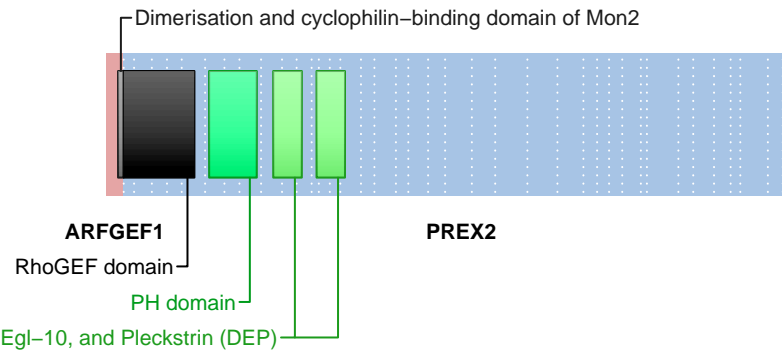 Dimerisation and cyclophilin−binding domain of Mon2
ARFGEF1 PREX2
RhoGEF domain
PH domain
Egl−10, and Pleckstrin (DEP)